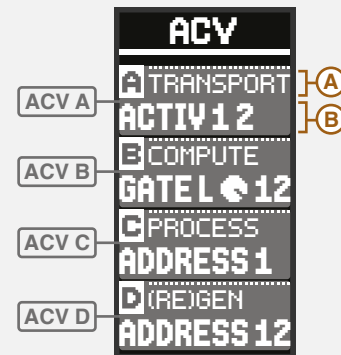 ACV
A TRANSPORT
A
ACV A
ACTIV 1 2
B
B COMPUTE
ACV B
GATE L 12
C PROCESS
ACV C
ADDRESS 1
D (RE)GEN
ACV D
ADDRESS 12